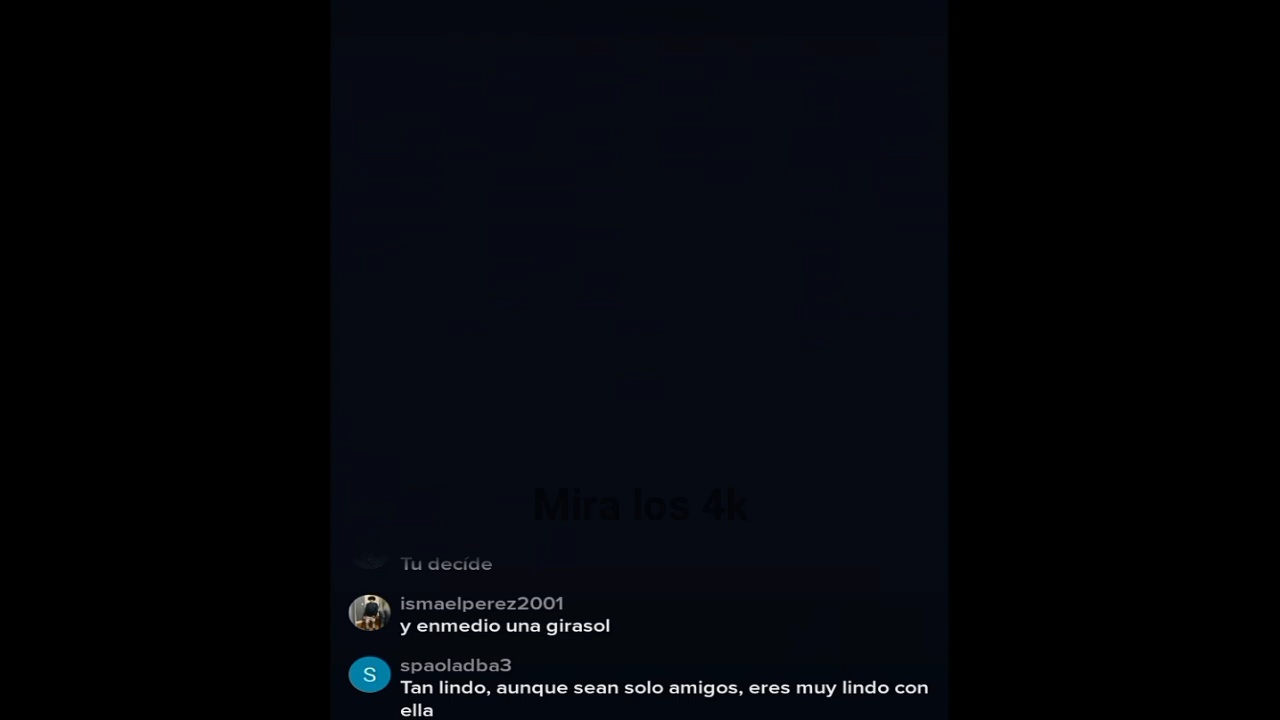 Mira los 4k
Tu decíde
ismaelperez2001
y enmedio una girasol
S
spaoladba3
Tan lindo, aunque sean solo amigos, eres muy lindo con
ella